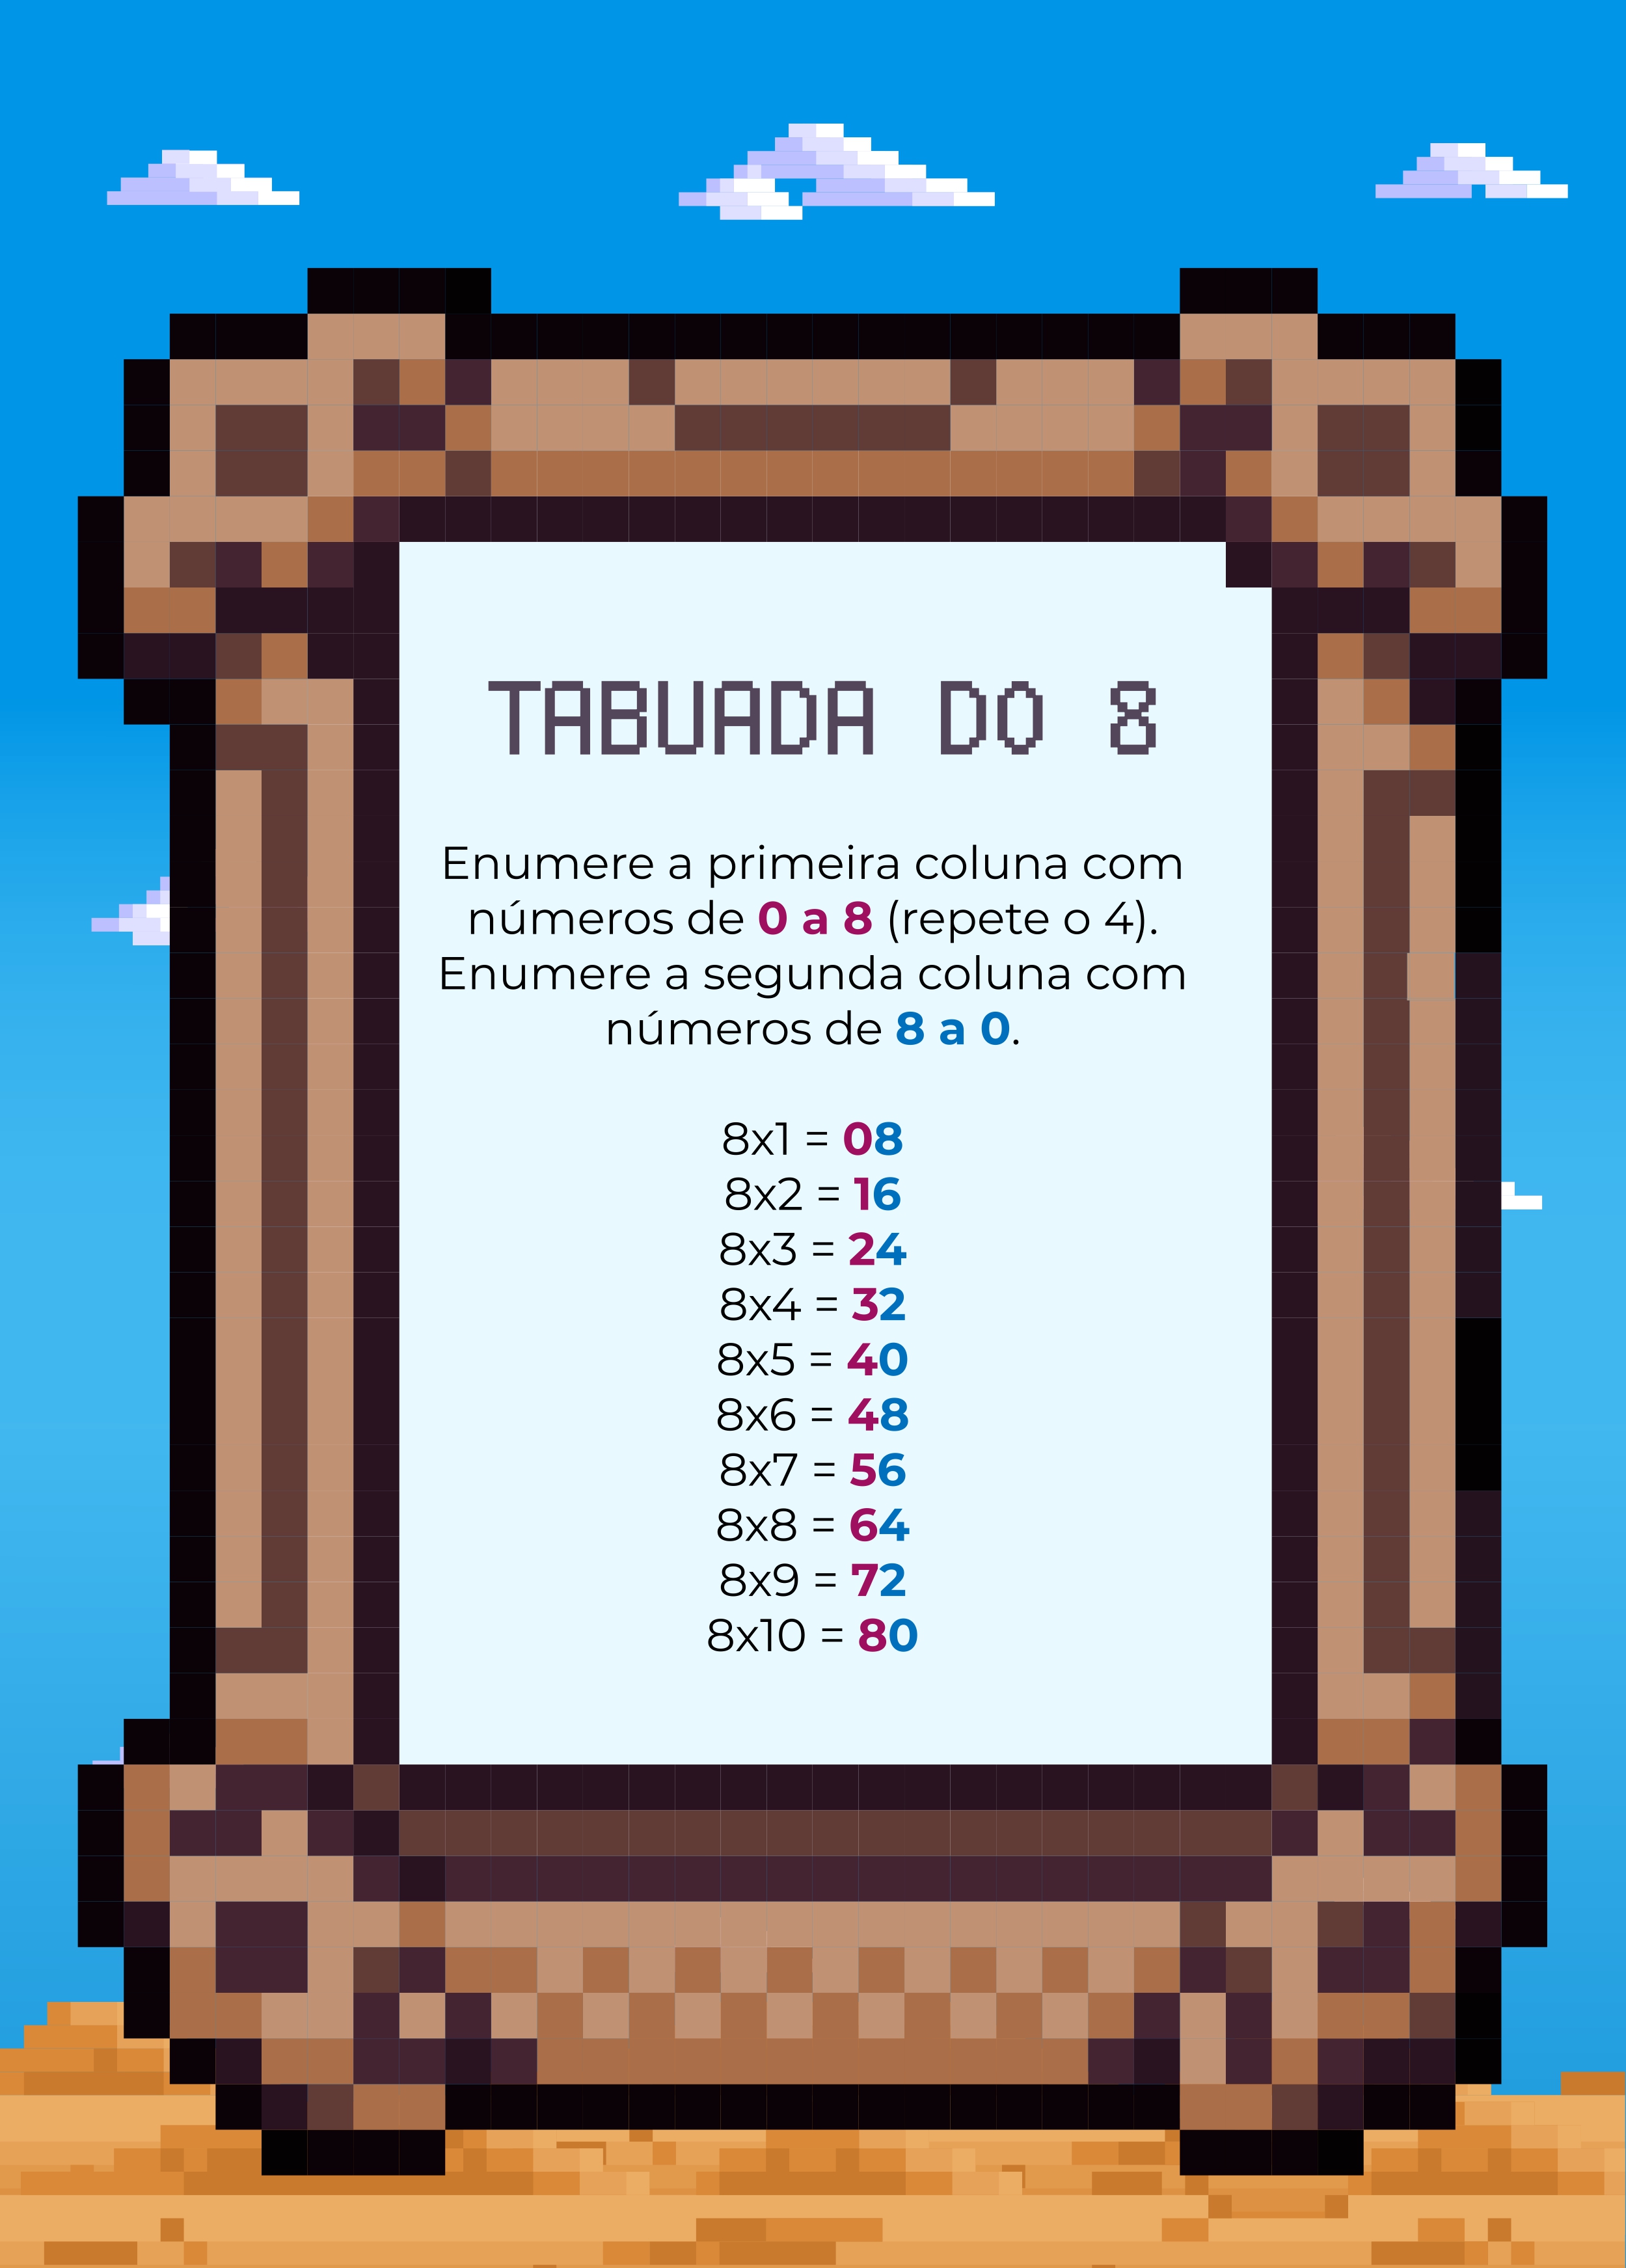 TABUADA DO 8
Enumere a primeira coluna com
números de 0 a 8 (repete o 4).
Enumere a segunda coluna com
números de 8 a 0.
8x1 = 08
8x2 = 16
8x3 = 24
8x4 = 32
8x5 = 40
8x6 = 48
8x7 = 56
8x8 = 64
8x9 = 72
8x10 = 80